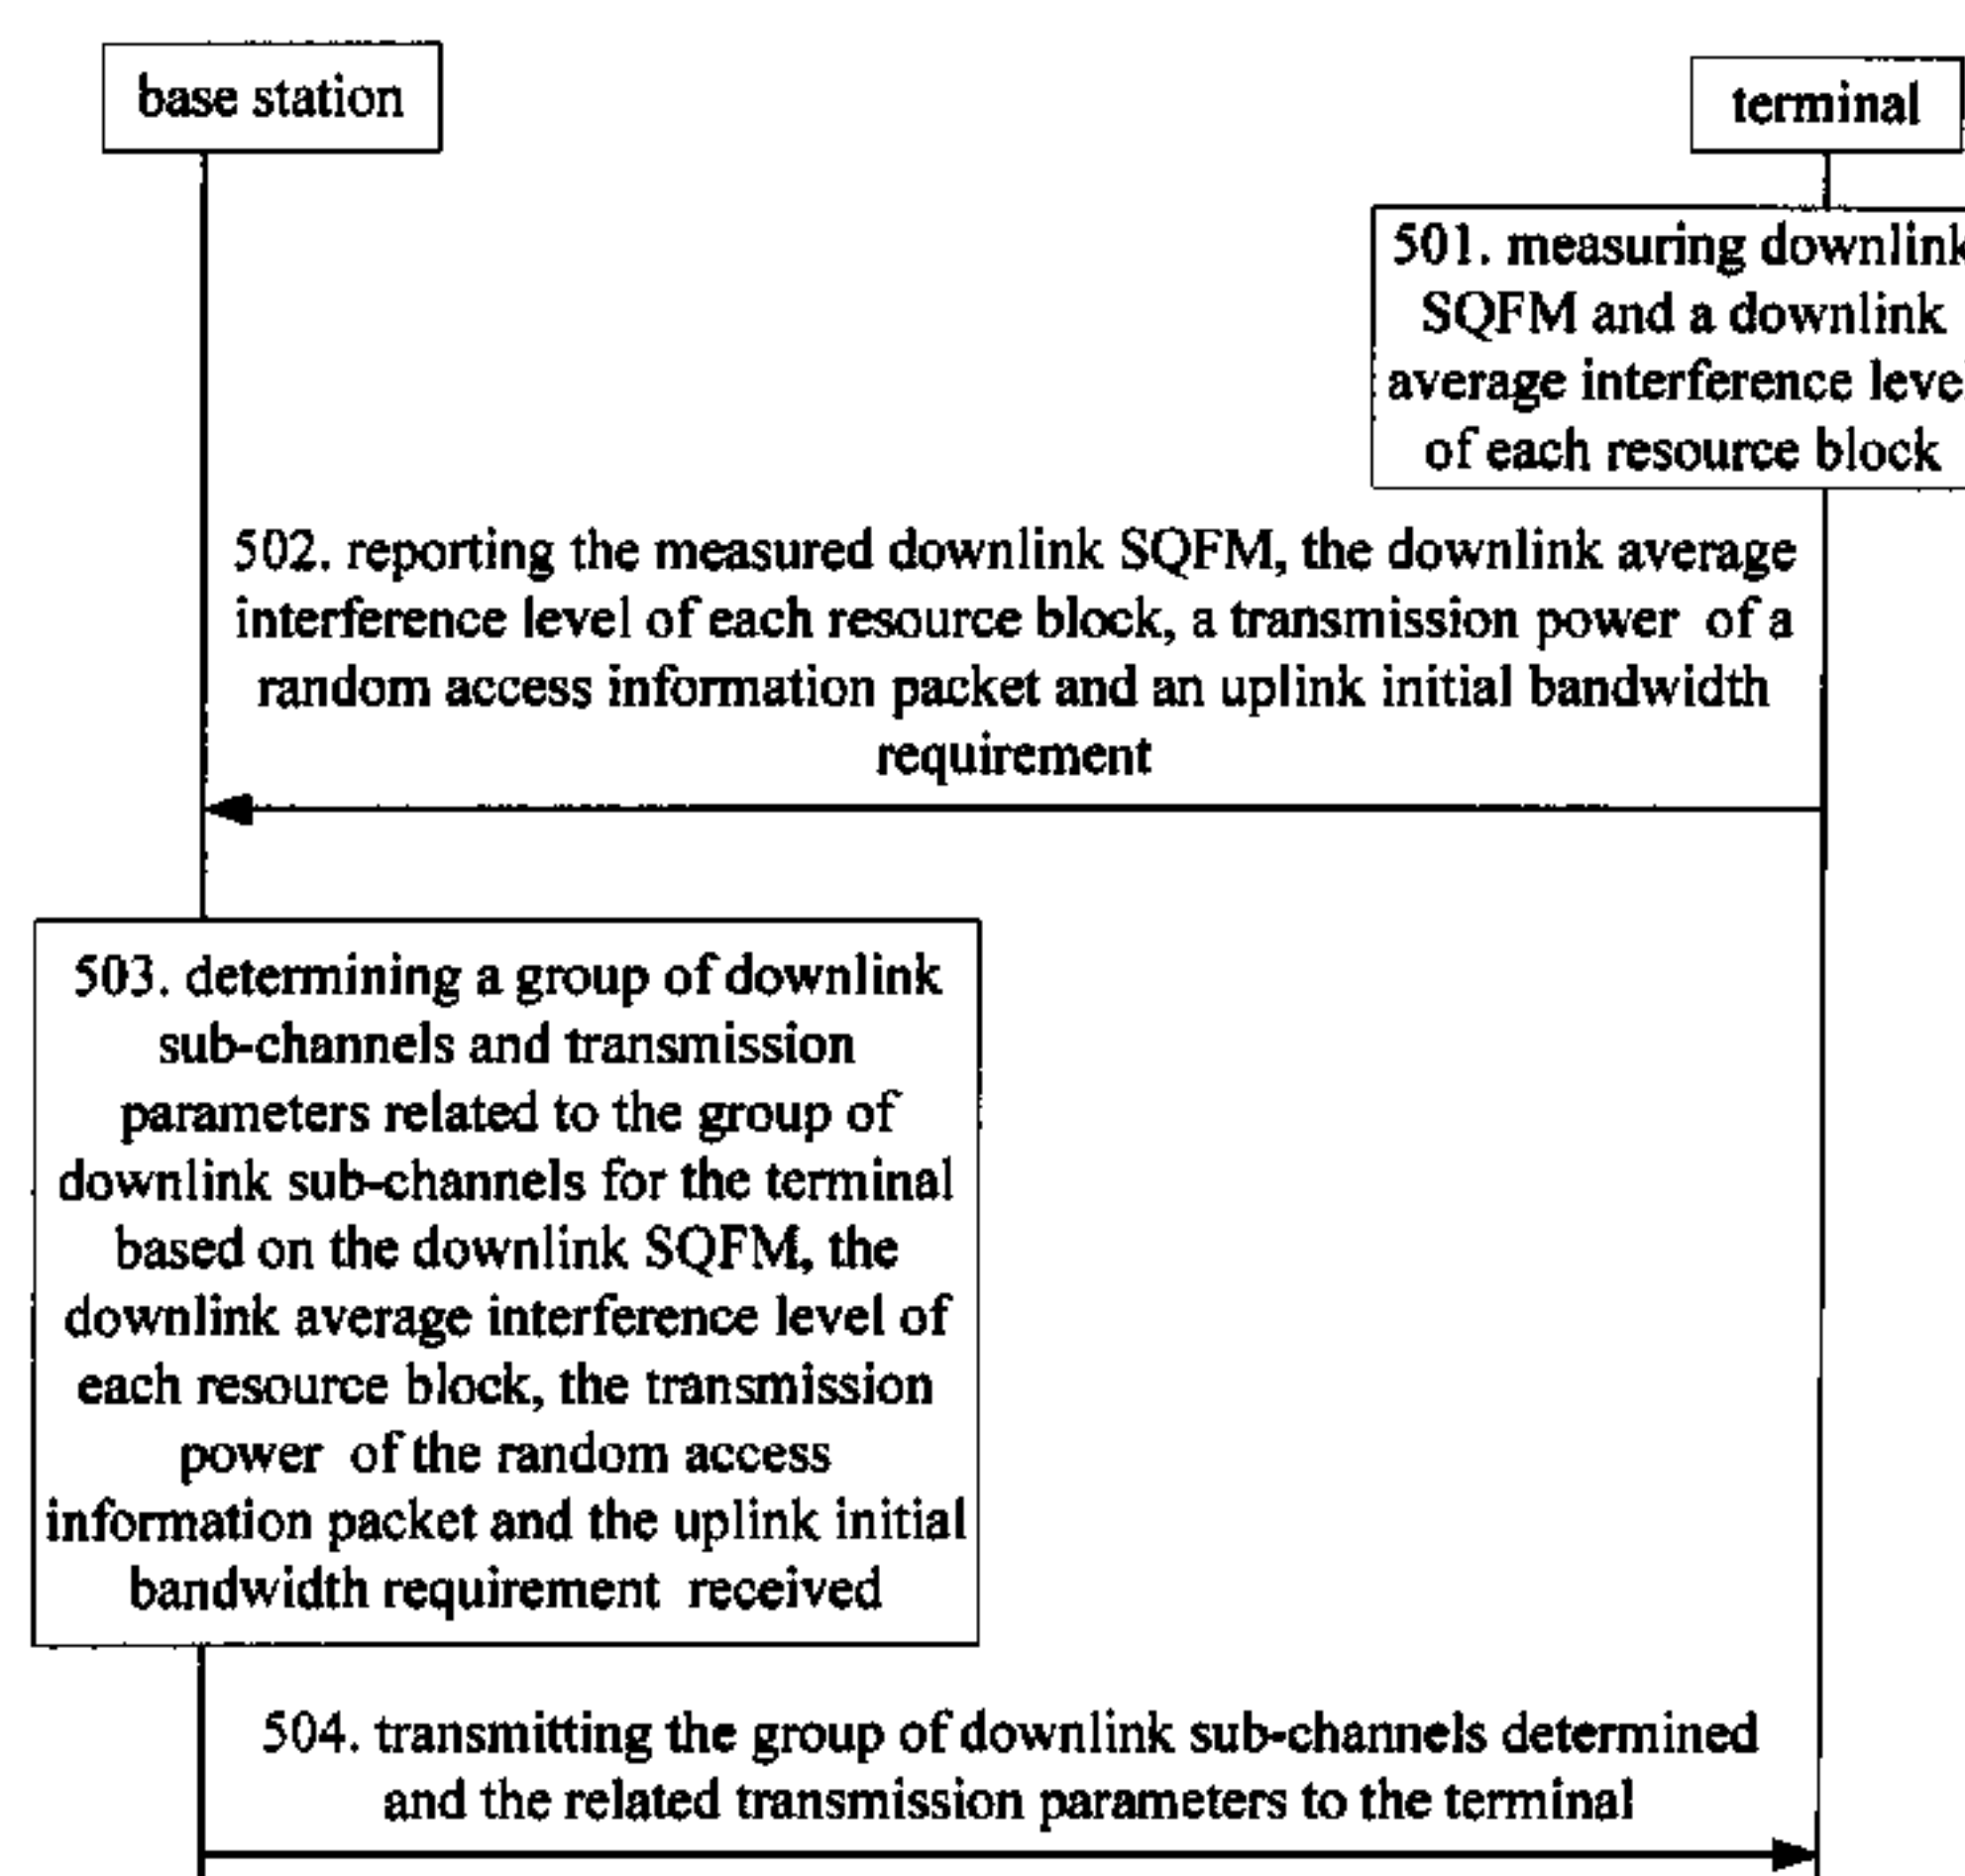 base station
terminal
501. measuring downlink
SQFM and a downlink
average interference level
of each resource block
502. reporting the measured downlink SQFM, the downlink average
interference level of each resource block, a transmission power of a
random access information packet and an uplink initial bandwidth
requirement
503. determining a group of downlink
sub-channels and transmission
parameters related to the group of
downlink sub-channels for the terminal
based on the downlink SQFM, the
downlink average interference level of
each resource block, the transmission
power of the random access
information packet and the uplink initial
bandwidth requirement received
504. transmitting the group of downlink sub-channels determined
and the related transmission parameters to the terminal